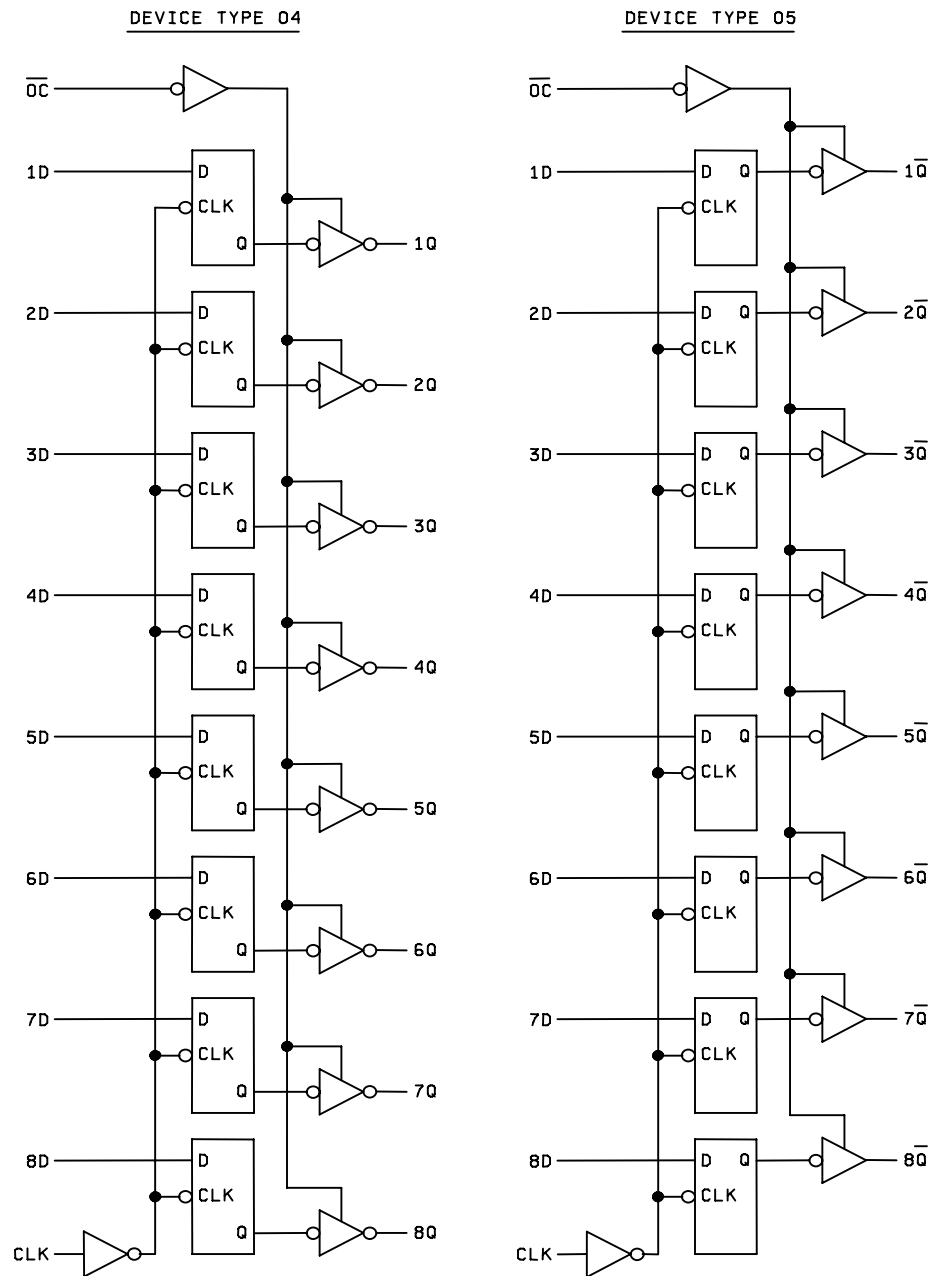 DEVICE TYPE 04
O̅C̅
1D
D
CLK
Q
1Q
2D
D
CLK
Q
2Q
3D
D
CLK
Q
3Q
4D
D
CLK
Q
4Q
5D
D
CLK
Q
5Q
6D
D
CLK
Q
6Q
7D
D
CLK
Q
7Q
8D
D
CLK
Q
8Q
CLK
DEVICE TYPE 05
O̅C̅
1D
D Q
1Q̅
CLK
2D
D Q
2Q̅
CLK
3D
D Q
3Q̅
CLK
4D
D Q
4Q̅
CLK
5D
D Q
5Q̅
CLK
6D
D Q
6Q̅
CLK
7D
D Q
7Q̅
CLK
8D
D Q
8Q̅
CLK
CLK